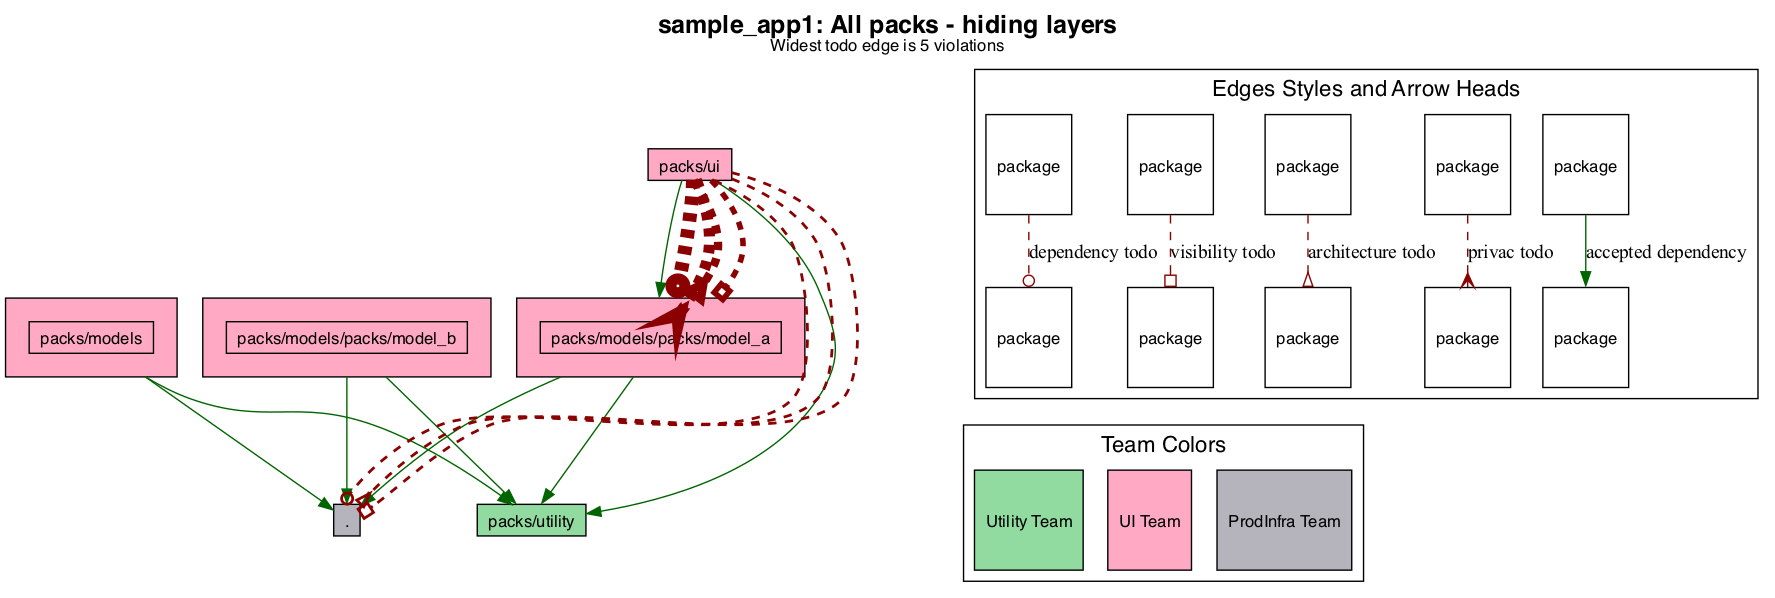 sample_app1: All packs - hiding layers
Widest todo edge is 5 violations
packs/ui
packs/models
packs/models/packs/model_b
packs/models/packs/model_a
.
packs/utility
Edges Styles and Arrow Heads
package
package
package
package
package
dependency todo
visibility todo
architecture todo
privac todo
accepted dependency
package
package
package
package
package
Team Colors
Utility Team
UI Team
ProdInfra Team